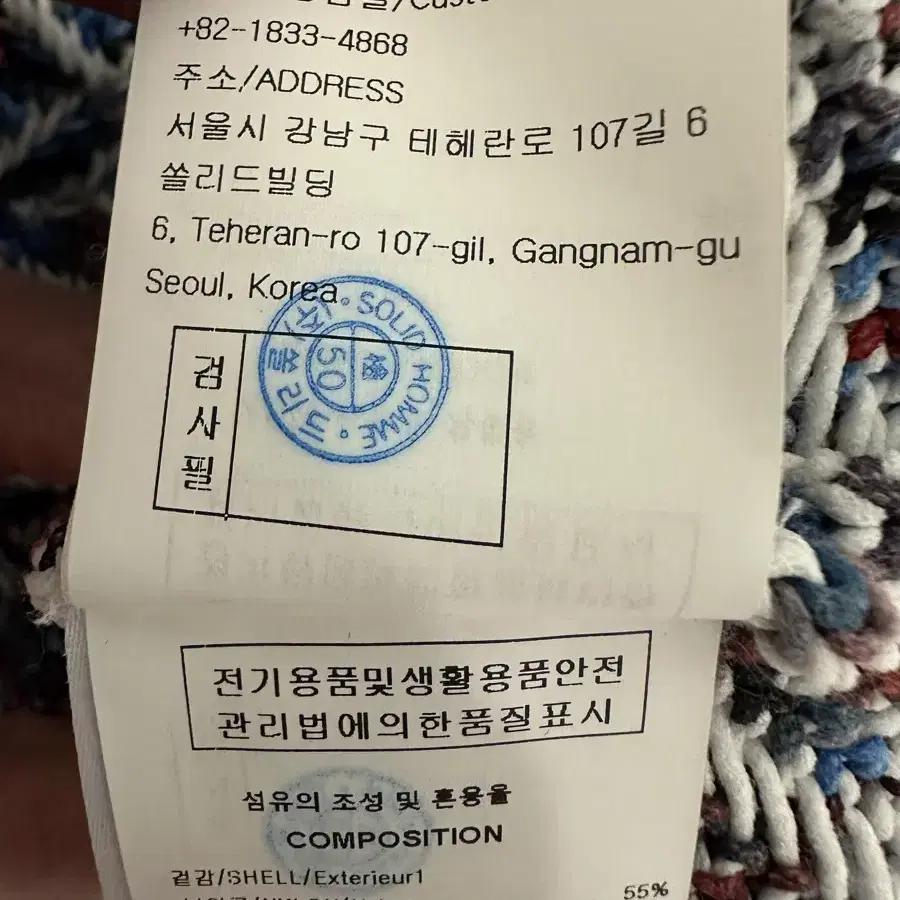 +82-1833-4868
주소/ADDRESS
서울시 강남구 테헤란로 107길 6
쏠리드빌딩
6, Teheran-ro 107-gil, Gangnam-gu
Seoul, Korea
SOLID HOMME
쏠리드
50
검사필
전기용품및생활용품안전
관리법에의한품질표시
섬유의 조성 및 혼용율
COMPOSITION
겉감/SHELL/Exterieur1
55%